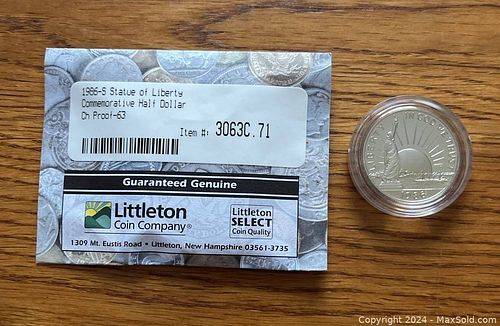 1986-S Statue of Liberty
Commemorative Half Dollar
Ch Proof-63
Item #: 3063C.71
Guaranteed Genuine
Littleton
Coin Company®
Littleton
SELECT
Coin Quality
1309 Mt. Eustis Road • Littleton, New Hampshire 03561-3735
LIBERTY
IN GOD WE TRUST
1986
Copyright © 2024 - MaxSold.com